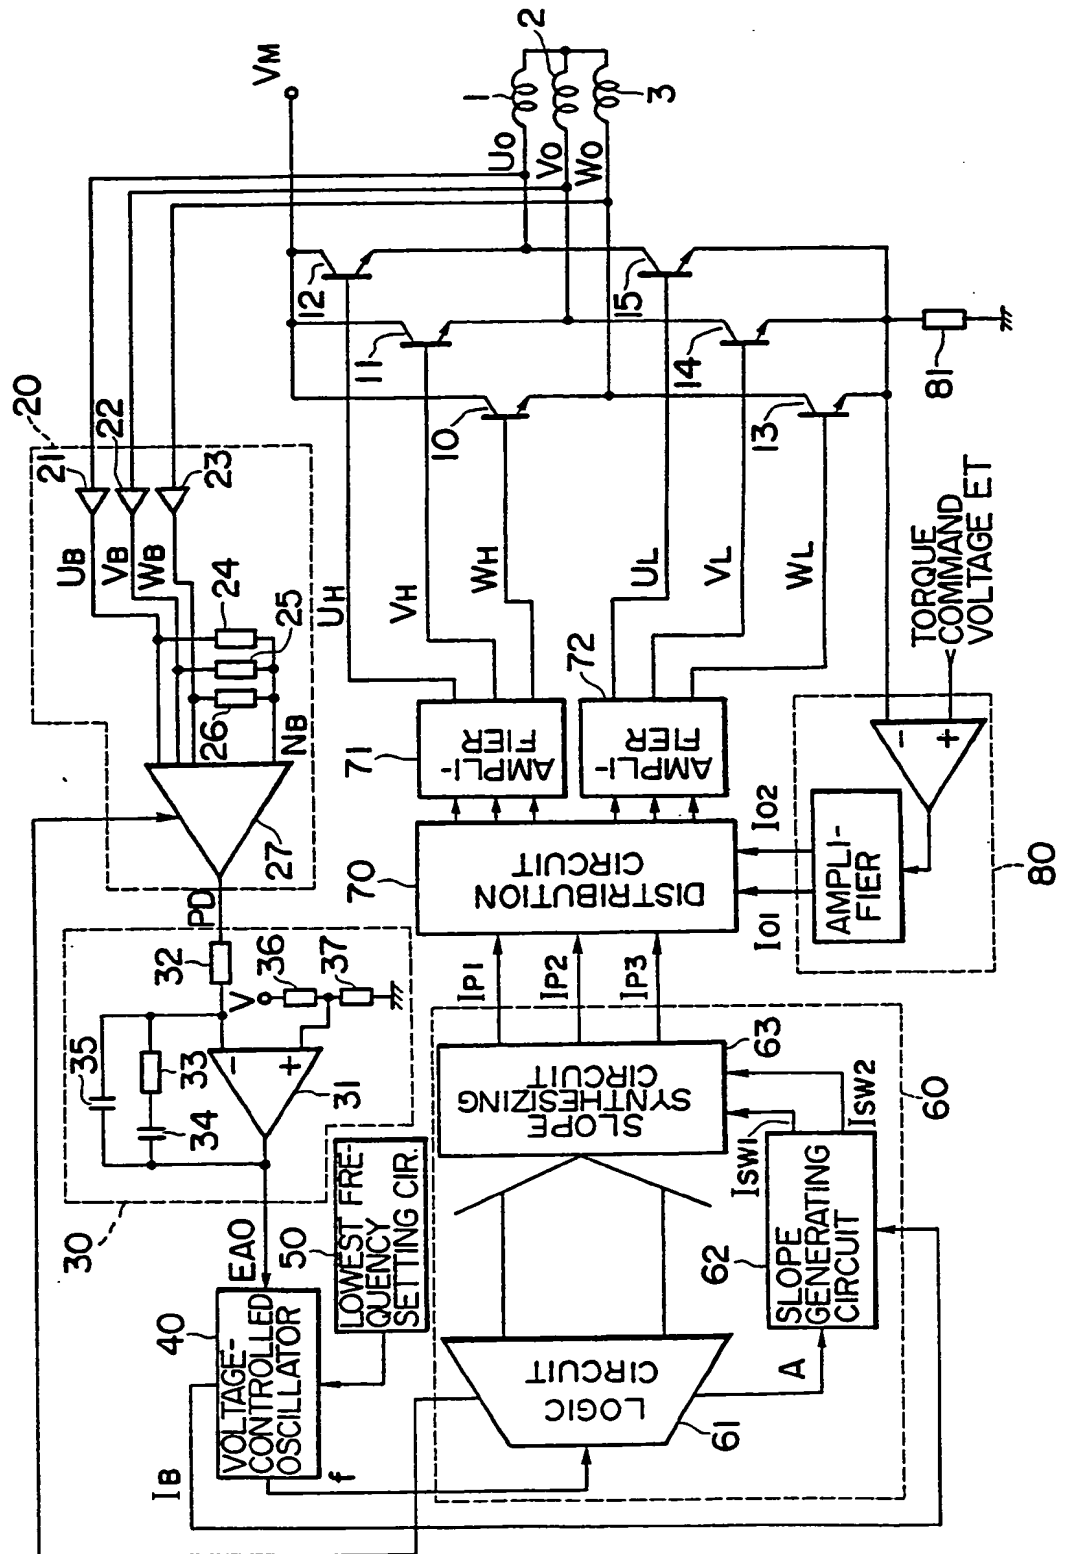 20
21
22
23
UB
VB
WB
24
25
26
NB
27
PD
VM
2
1
3
UO
VO
WO
12
11
10
15
14
13
81
UH
VH
WH
UL
VL
WL
30
35
33
34
32
36
37
V
−
+
31
EAO
40
VOLTAGE-
CONTROLLED
OSCILLATOR
IB
f
50
LOWEST FRE-
QUENCY
SETTING CIR.
60
LOGIC
CIRCUIT
61
A
62
SLOPE
GENERATING
CIRCUIT
ISW1
ISW2
SLOPE
SYNTHESIZING
CIRCUIT
63
IP1
IP2
IP3
70
DISTRIBUTION
CIRCUIT
71
AMPLI-
FIER
72
AMPLI-
FIER
IO1
IO2
80
AMPLI-
FIER
−
+
TORQUE
COMMAND
VOLTAGE ET